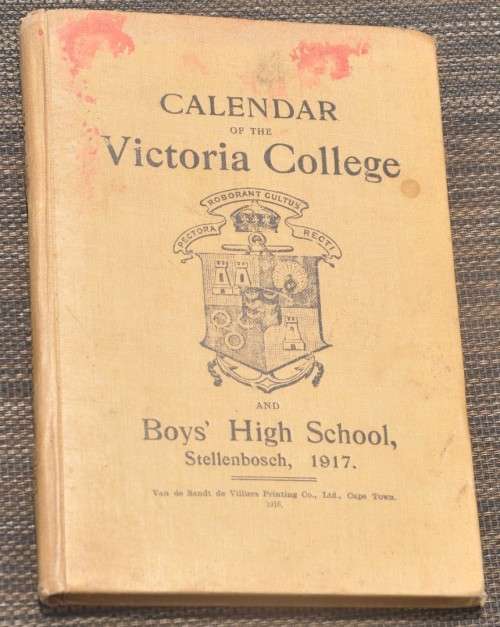 CALENDAR
OF THE
Victoria College
PECTORA ROBORANT CULTUS RECTI
AND
Boys' High School,
Stellenbosch, 1917.
Van de Sandt de Villiers Printing Co., Ltd., Cape Town.
1916.